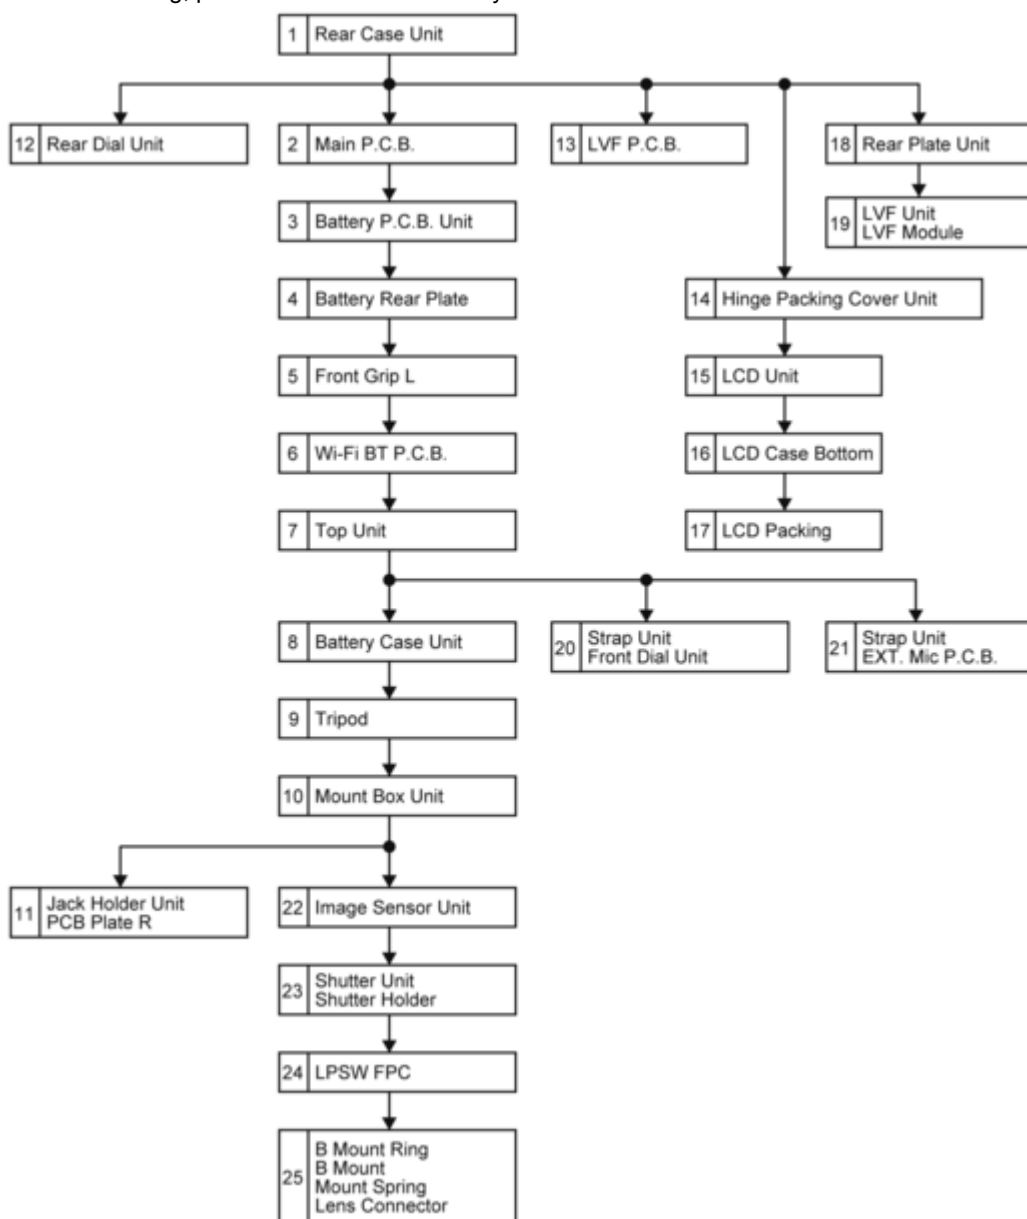 1 Rear Case Unit
12 Rear Dial Unit
2 Main P.C.B.
13 LVF P.C.B.
18 Rear Plate Unit
3 Battery P.C.B. Unit
19 LVF Unit
LVF Module
4 Battery Rear Plate
14 Hinge Packing Cover Unit
5 Front Grip L
15 LCD Unit
6 Wi-Fi BT P.C.B.
16 LCD Case Bottom
7 Top Unit
17 LCD Packing
8 Battery Case Unit
20 Strap Unit
Front Dial Unit
21 Strap Unit
EXT. Mic P.C.B.
9 Tripod
10 Mount Box Unit
11 Jack Holder Unit
PCB Plate R
22 Image Sensor Unit
23 Shutter Unit
Shutter Holder
24 LPSW FPC
25 B Mount Ring
B Mount
Mount Spring
Lens Connector